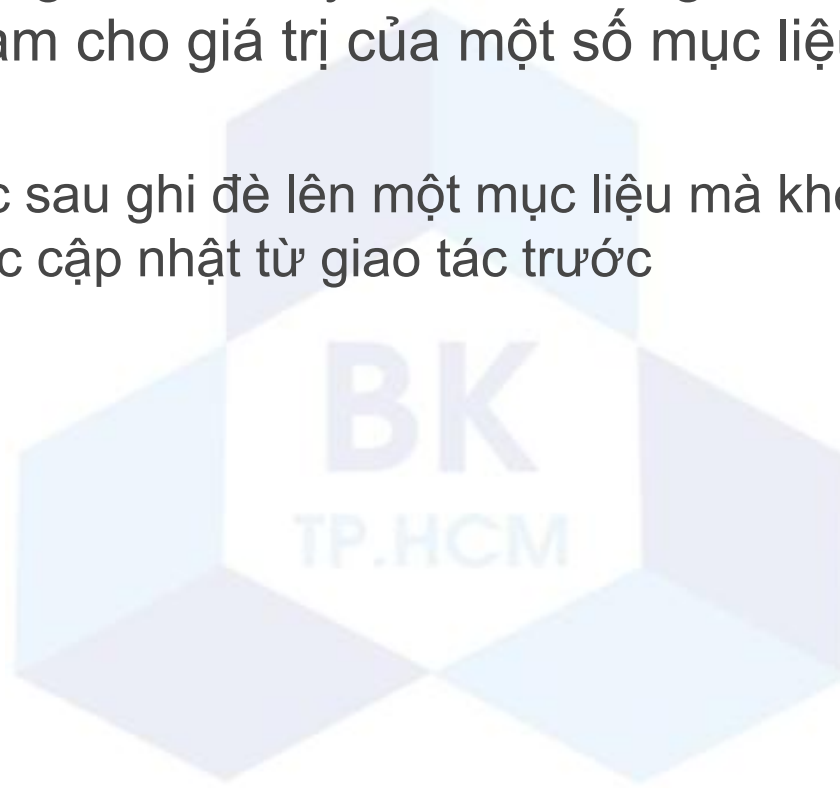 am cho giá trị của một số mục liệu
c sau ghi đè lên một mục liệu mà kh
c cập nhật từ giao tác trước
BK
TP.HCM